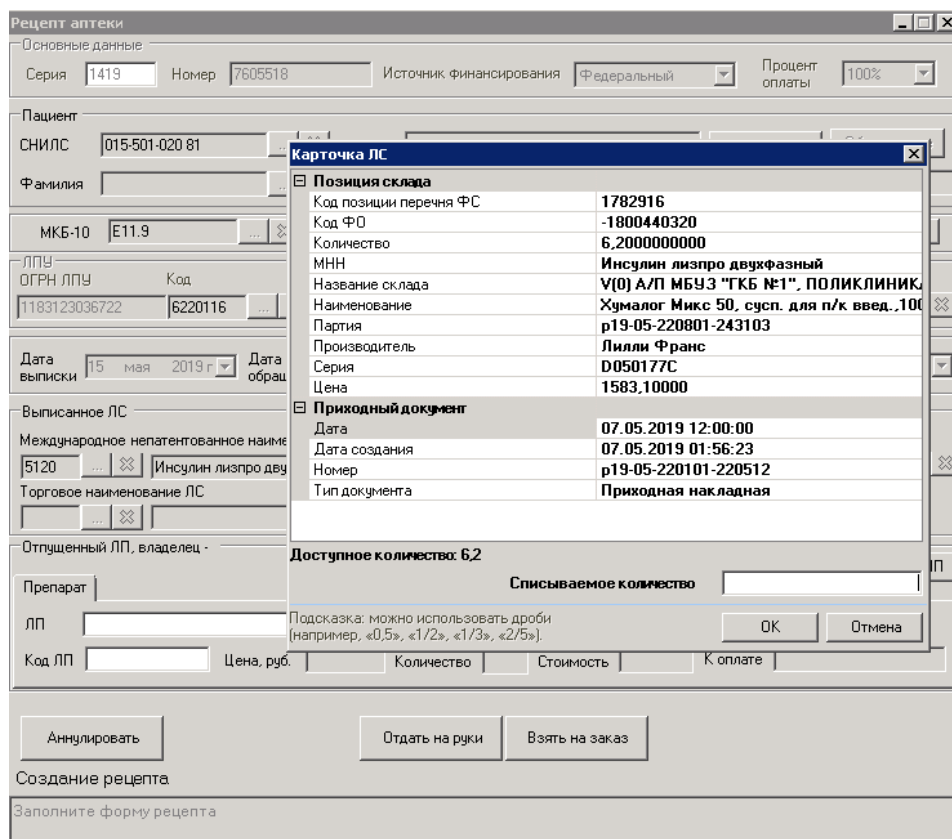 Рецепт аптеки
Основные данные
Серия 1419 Номер 7605518 Источник финансирования Федеральный Процент оплаты 100%
Пациент
СНИЛС 015-501-020 81 ...
Фамилия ...
МКБ-10 E11.9 ...
ЛПУ
ОГРН ЛПУ Код
1183123036722 6220116 ...
Дата выписки 15 мая 2019 г Дата
Выписанное ЛС
Международное непатентованное
5120 ... Инсулин лизпро
Торговое наименование ЛС
...
Отпущенный ЛП, владелец -
Препарат
ЛП
Код ЛП Цена, руб. Количество Стоимость К оплате
Карточка ЛС
Позиция склада
Код позиции перечня ФС 1782916
Код ФО -1800440320
Количество 6,2000000000
МНН Инсулин лизпро двухфазный
Название склада V(0) А/П МБУЗ "ГКБ №1", ПОЛИКЛИНИК
Наименование Хумалог Микс 50, сусп. для п/к введ.,100
Партия p19-05-220801-243103
Производитель Лилли Франс
Серия D050177C
Цена 1583,10000
Приходный документ
Дата 07.05.2019 12:00:00
Дата создания 07.05.2019 01:56:23
Номер p19-05-220101-220512
Тип документа Приходная накладная
Доступное количество: 6,2
Списываемое количество
Подсказка: можно использовать дроби
(например, «0,5», «1/2», «1/3», «2/5»).
OK Отмена
Аннулировать Отдать на руки Взять на заказ
Создание рецепта
Заполните форму рецепта